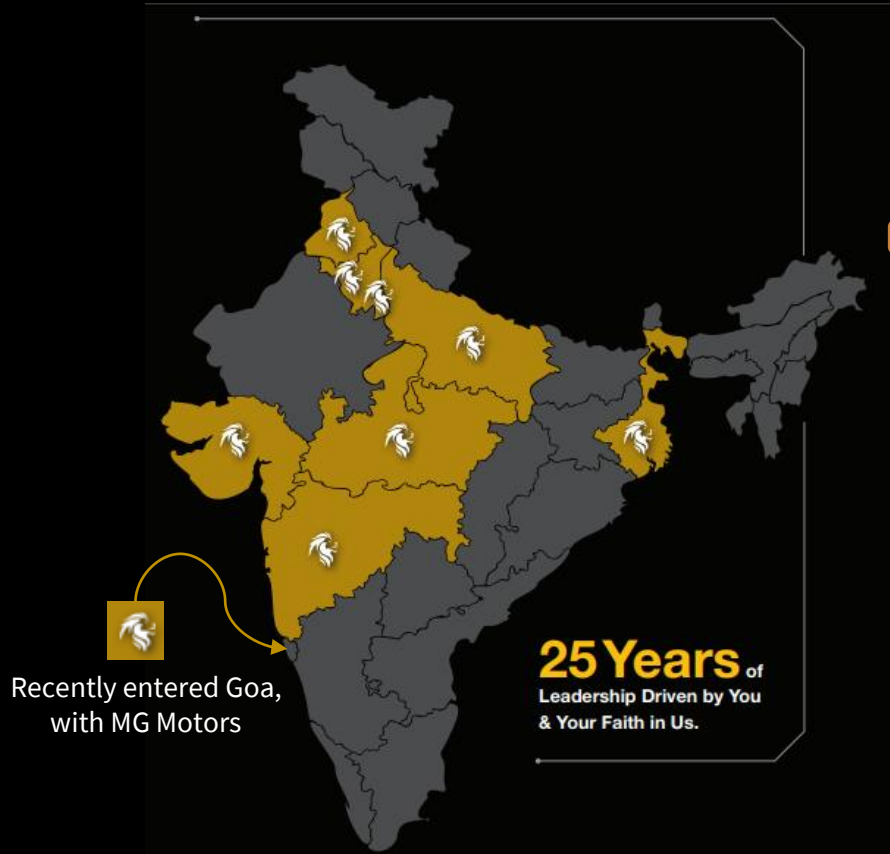 Recently entered Goa,
with MG Motors
25 Years of
Leadership Driven by You
& Your Faith in Us.